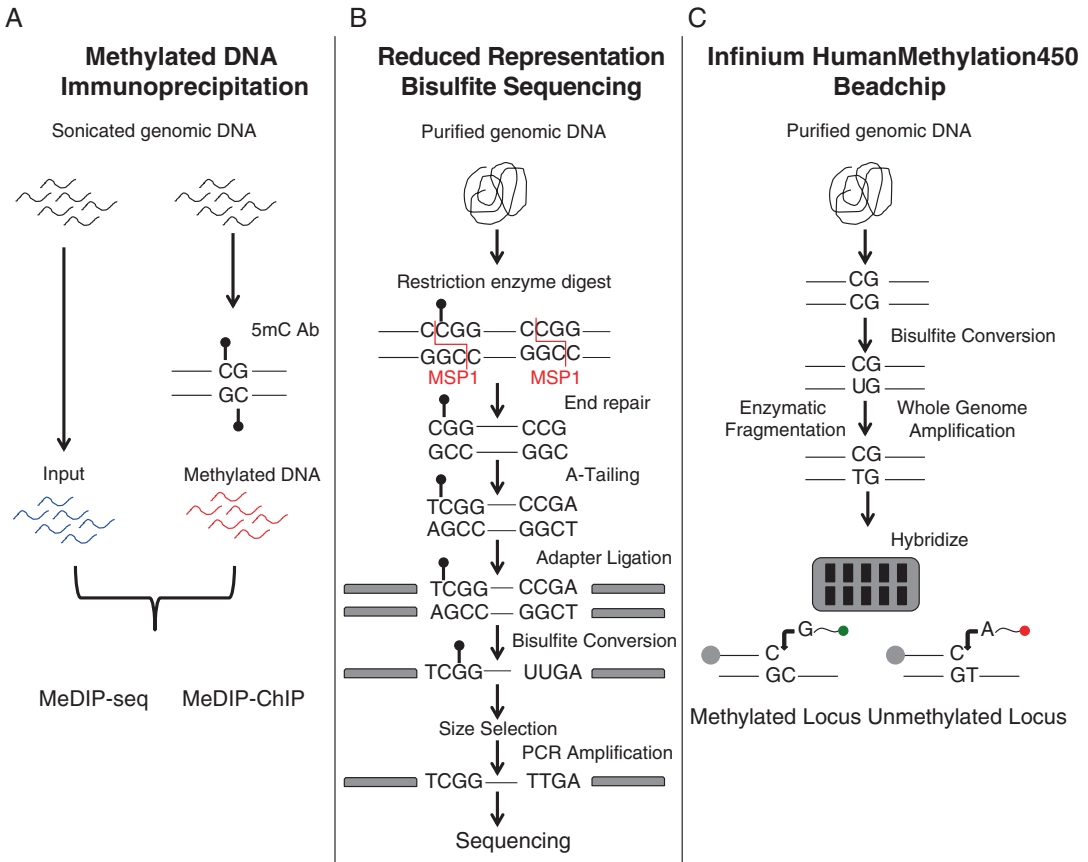 A
Methylated DNA
Immunoprecipitation
Sonicated genomic DNA
5mC Ab
CG
GC
Input
Methylated DNA
MeDIP-seq
MeDIP-ChIP
B
Reduced Representation
Bisulfite Sequencing
Purified genomic DNA
Restriction enzyme digest
CCGG CCGG
GGCC GGCC
MSP1 MSP1
End repair
CGG CCG
GCC GGC
A-Tailing
TCGG CCGA
AGCC GGCT
Adapter Ligation
TCGG CCGA
AGCC GGCT
Bisulfite Conversion
TCGG UUGA
Size Selection
PCR Amplification
TCGG TTGA
Sequencing
C
Infinium HumanMethylation450
Beadchip
Purified genomic DNA
CG
CG
Bisulfite Conversion
CG
UG
Enzymatic
Fragmentation
Whole Genome
Amplification
CG
TG
Hybridize
G
C
GC
A
C
GT
Methylated Locus
Unmethylated Locus